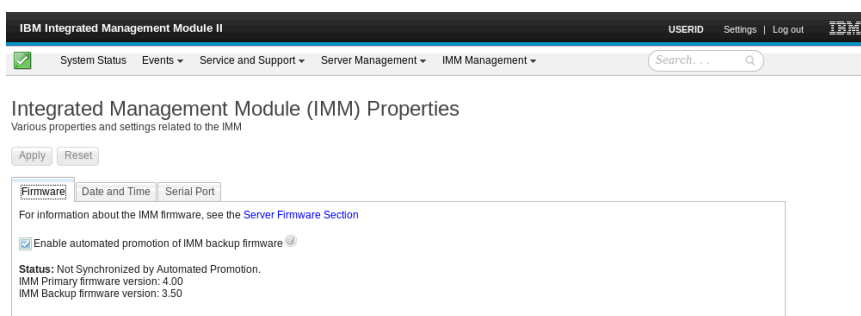 IBM Integrated Management Module II USERID Settings | Log out IBM
System Status Events Service and Support Server Management IMM Management Search...
Integrated Management Module (IMM) Properties
Various properties and settings related to the IMM
Apply Reset
Firmware Date and Time Serial Port
For information about the IMM firmware, see the Server Firmware Section
Enable automated promotion of IMM backup firmware
Status: Not Synchronized by Automated Promotion.
IMM Primary firmware version: 4.00
IMM Backup firmware version: 3.50